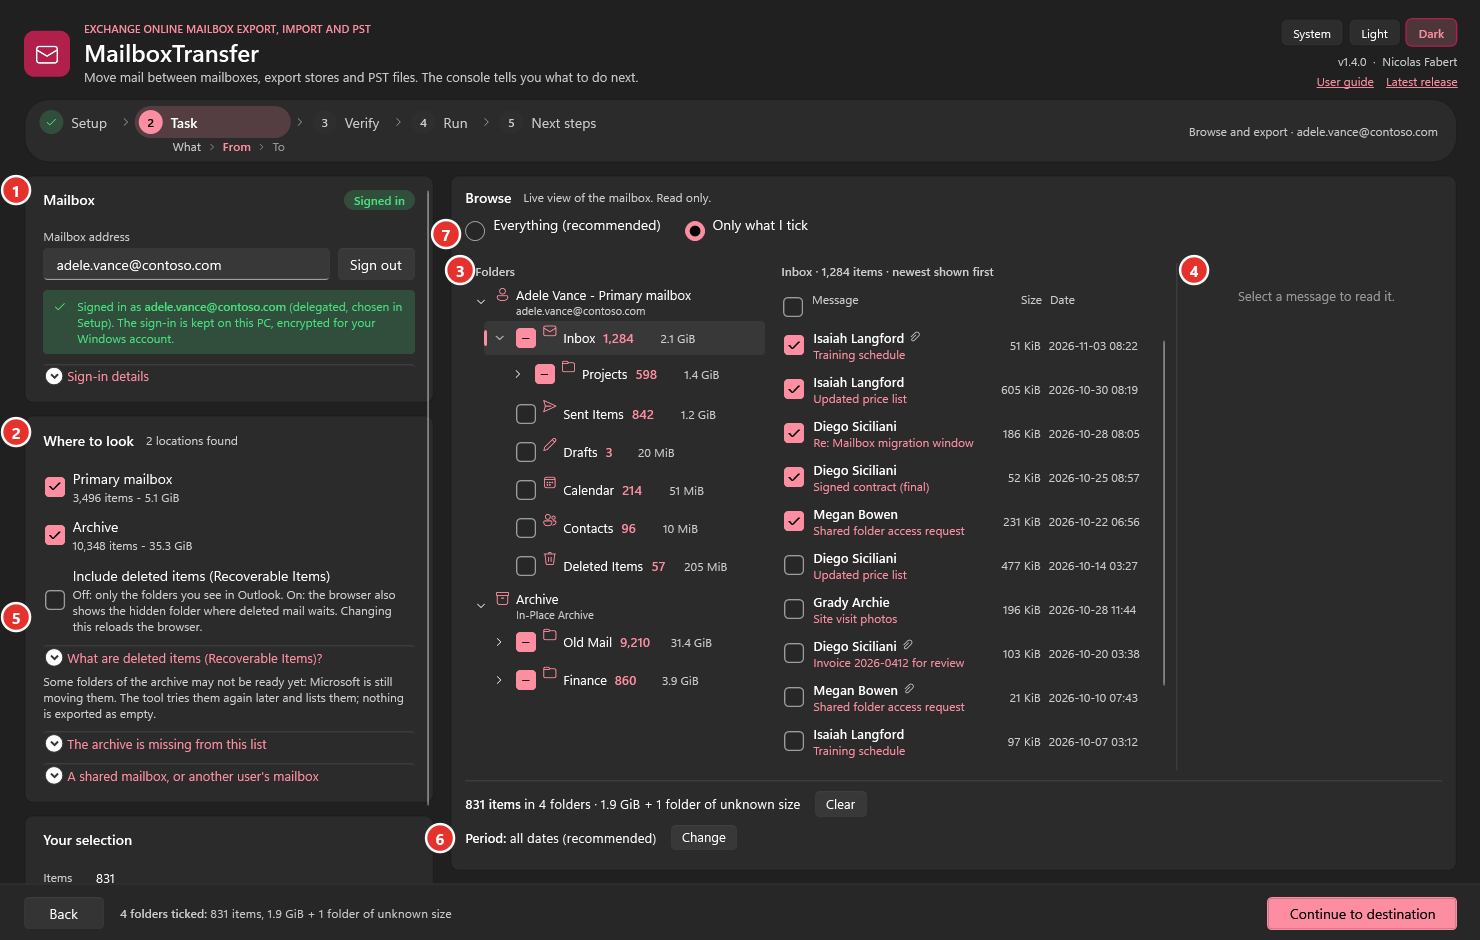 EXCHANGE ONLINE MAILBOX EXPORT, IMPORT AND PST
MailboxTransfer
Move mail between mailboxes, export stores and PST files. The console tells you what to do next.
System
Light
Dark
v1.4.0 · Nicolas Fabert
User guide
Latest release
Setup
2 Task
3 Verify
4 Run
5 Next steps
What
From
To
Browse and export · adele.vance@contoso.com
1
Mailbox
Signed in
Mailbox address
adele.vance@contoso.com
Sign out
Signed in as adele.vance@contoso.com (delegated, chosen in
Setup). The sign-in is kept on this PC, encrypted for your
Windows account.
Sign-in details
2
Where to look
2 locations found
Primary mailbox
3,496 items - 5.1 GiB
Archive
10,348 items - 35.3 GiB
5
Include deleted items (Recoverable Items)
Off: only the folders you see in Outlook. On: the browser also
shows the hidden folder where deleted mail waits. Changing
this reloads the browser.
What are deleted items (Recoverable Items)?
Some folders of the archive may not be ready yet: Microsoft is still
moving them. The tool tries them again later and lists them; nothing
is exported as empty.
The archive is missing from this list
A shared mailbox, or another user's mailbox
Your selection
Items 831
Browse
Live view of the mailbox. Read only.
7
Everything (recommended)
Only what I tick
3
Folders
Adele Vance - Primary mailbox
adele.vance@contoso.com
Inbox 1,284 2.1 GiB
Projects 598 1.4 GiB
Sent Items 842 1.2 GiB
Drafts 3 20 MiB
Calendar 214 51 MiB
Contacts 96 10 MiB
Deleted Items 57 205 MiB
Archive
In-Place Archive
Old Mail 9,210 31.4 GiB
Finance 860 3.9 GiB
Inbox · 1,284 items · newest shown first
Message Size Date
Isaiah Langford
Training schedule
51 KiB 2026-11-03 08:22
Isaiah Langford
Updated price list
605 KiB 2026-10-30 08:19
Diego Siciliani
Re: Mailbox migration window
186 KiB 2026-10-28 08:05
Diego Siciliani
Signed contract (final)
52 KiB 2026-10-25 08:57
Megan Bowen
Shared folder access request
231 KiB 2026-10-22 06:56
Diego Siciliani
Updated price list
477 KiB 2026-10-14 03:27
Grady Archie
Site visit photos
196 KiB 2026-10-28 11:44
Diego Siciliani
Invoice 2026-0412 for review
103 KiB 2026-10-20 03:38
Megan Bowen
Shared folder access request
21 KiB 2026-10-10 07:43
Isaiah Langford
Training schedule
97 KiB 2026-10-07 03:12
4
Select a message to read it.
831 items in 4 folders · 1.9 GiB + 1 folder of unknown size
Clear
6
Period: all dates (recommended)
Change
Back
4 folders ticked: 831 items, 1.9 GiB + 1 folder of unknown size
Continue to destination